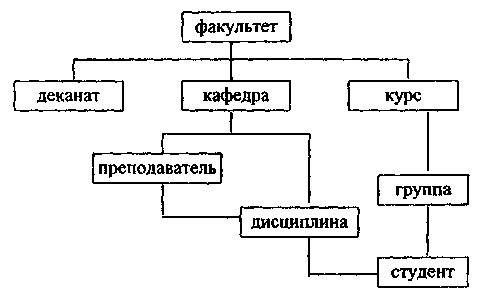 факультет
деканат
кафедра
курс
преподаватель
группа
дисциплина
студент